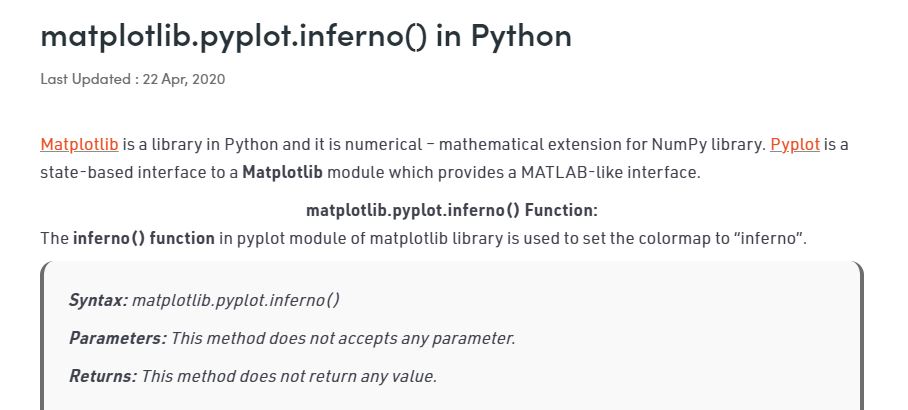 matplotlib.pyplot.inferno() in Python
Last Updated : 22 Apr, 2020
Matplotlib is a library in Python and it is numerical – mathematical extension for NumPy library. Pyplot is a
state-based interface to a Matplotlib module which provides a MATLAB-like interface.
matplotlib.pyplot.inferno() Function:
The inferno() function in pyplot module of matplotlib library is used to set the colormap to “inferno”.
Syntax: matplotlib.pyplot.inferno()
Parameters: This method does not accepts any parameter.
Returns: This method does not return any value.